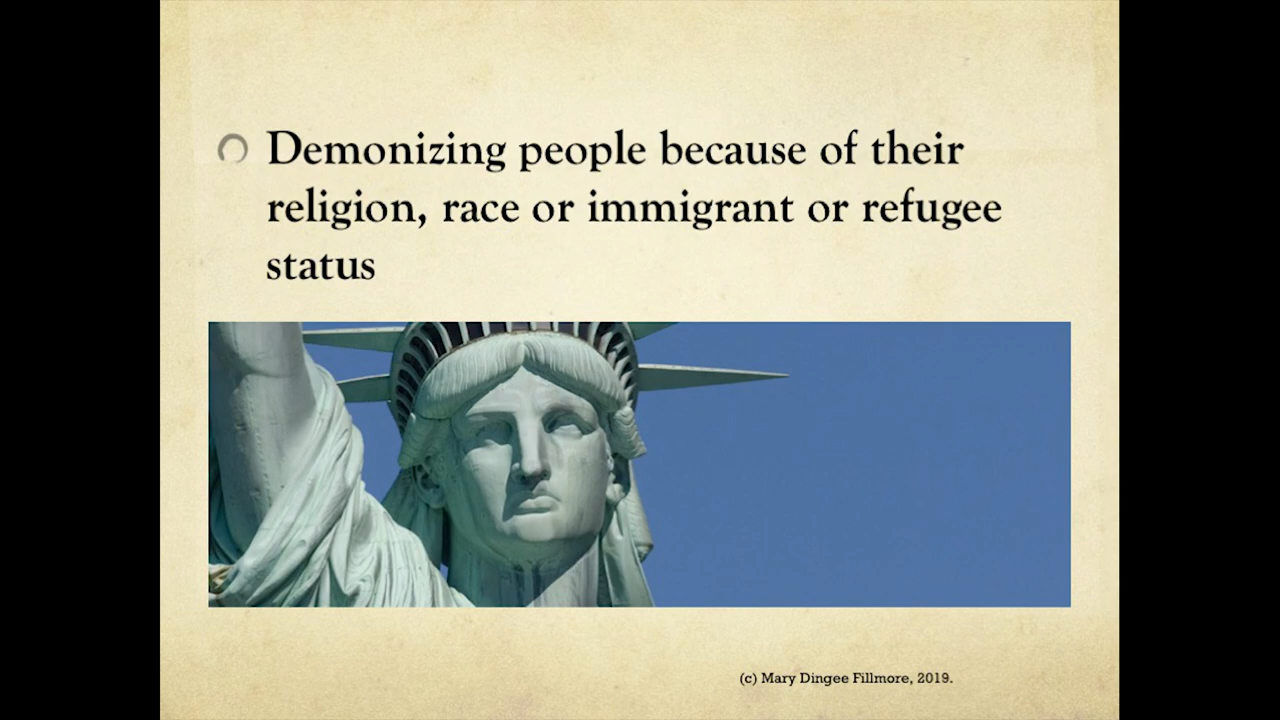 Demonizing people because of their
religion, race or immigrant or refugee
status
(c) Mary Dingee Fillmore, 2019.